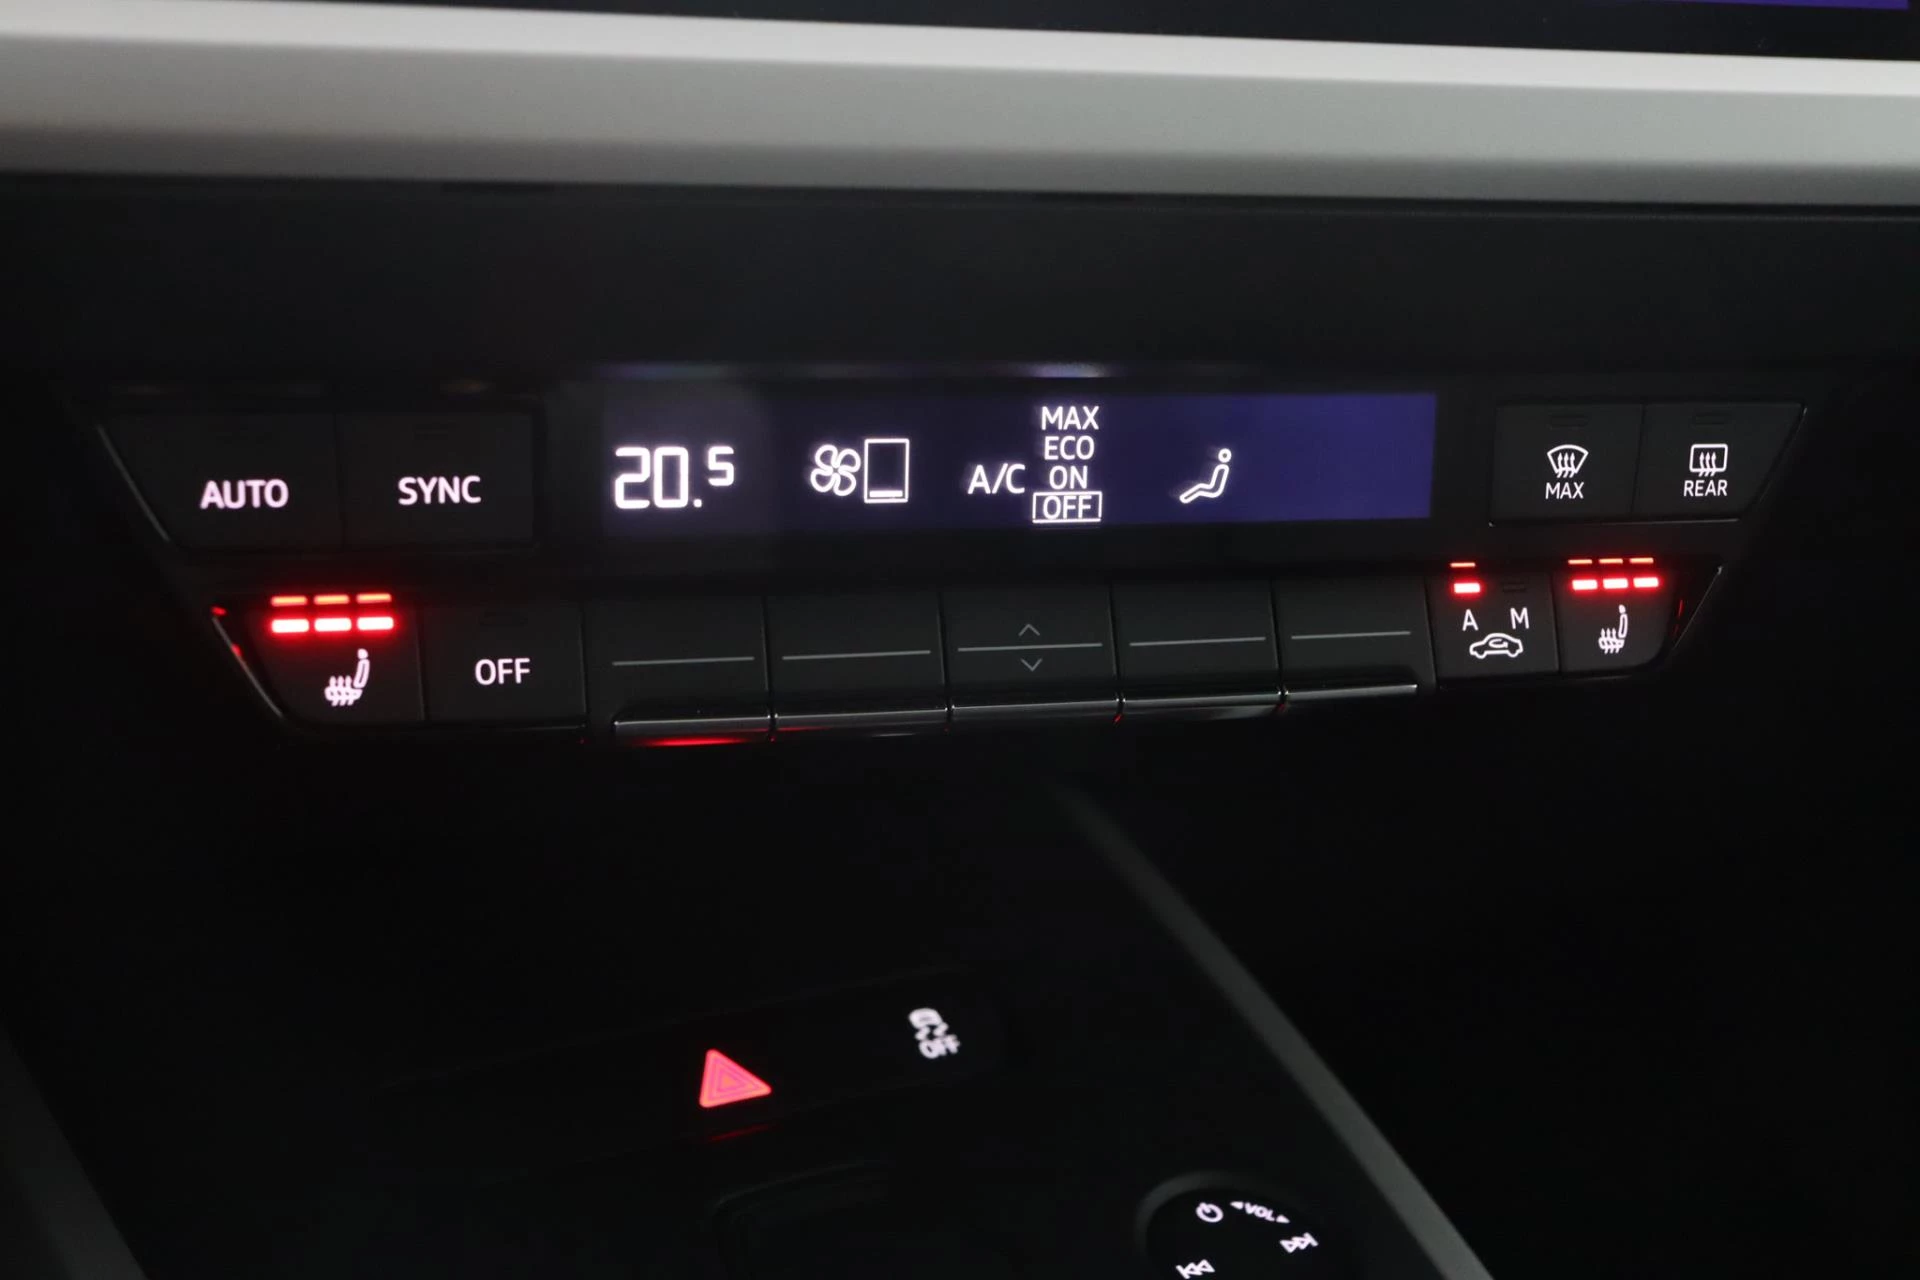 AUTO
SYNC
20.5
A/C
MAX
ECO
ON
OFF
MAX
REAR
OFF
A M
OFF
VOL